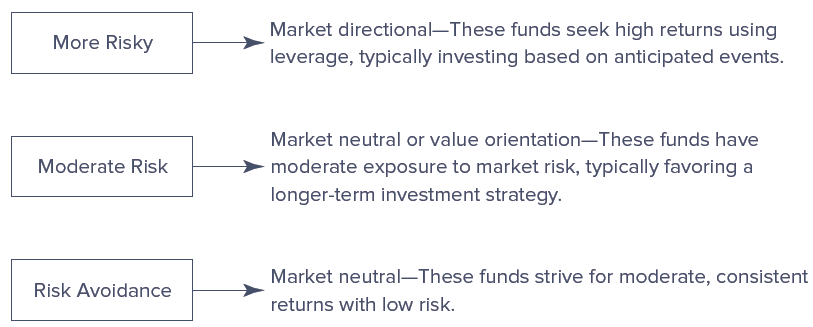 More Risky
Market directional—These funds seek high returns using
leverage, typically investing based on anticipated events.
Moderate Risk
Market neutral or value orientation—These funds have
moderate exposure to market risk, typically favoring a
longer-term investment strategy.
Risk Avoidance
Market neutral—These funds strive for moderate, consistent
returns with low risk.